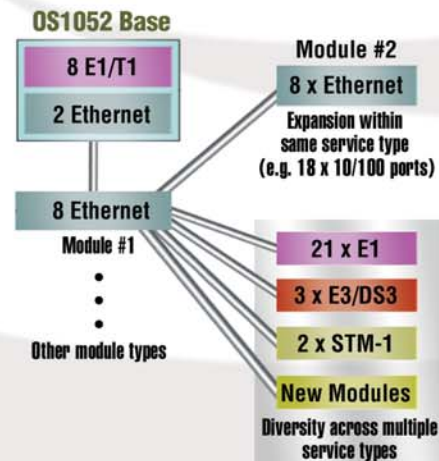 OS1052 Base
8 E1/T1
2 Ethernet
8 Ethernet
Module #1
Other module types
Module #2
8 x Ethernet
Expansion within
same service type
(e.g. 18 x 10/100 ports)
21 x E1
3 x E3/DS3
2 x STM-1
New Modules
Diversity across multiple
service types